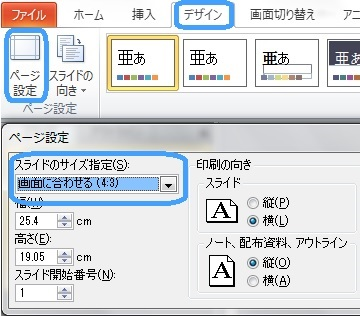 ファイル ホーム 挿入 デザイン 画面切り替え アニ
亜あ 亜あ 亜あ
ページ設定 スライドの向き
ページ設定
ページ設定
スライドのサイズ指定(S):
画面に合わせる (4:3)
幅(W):
25.4 cm
高さ(E):
19.05 cm
スライド開始番号(N):
1
印刷の向き
スライド
A
縦(P)
横(L)
ノート、配布資料、アウトライン
A
縦(O)
横(A)